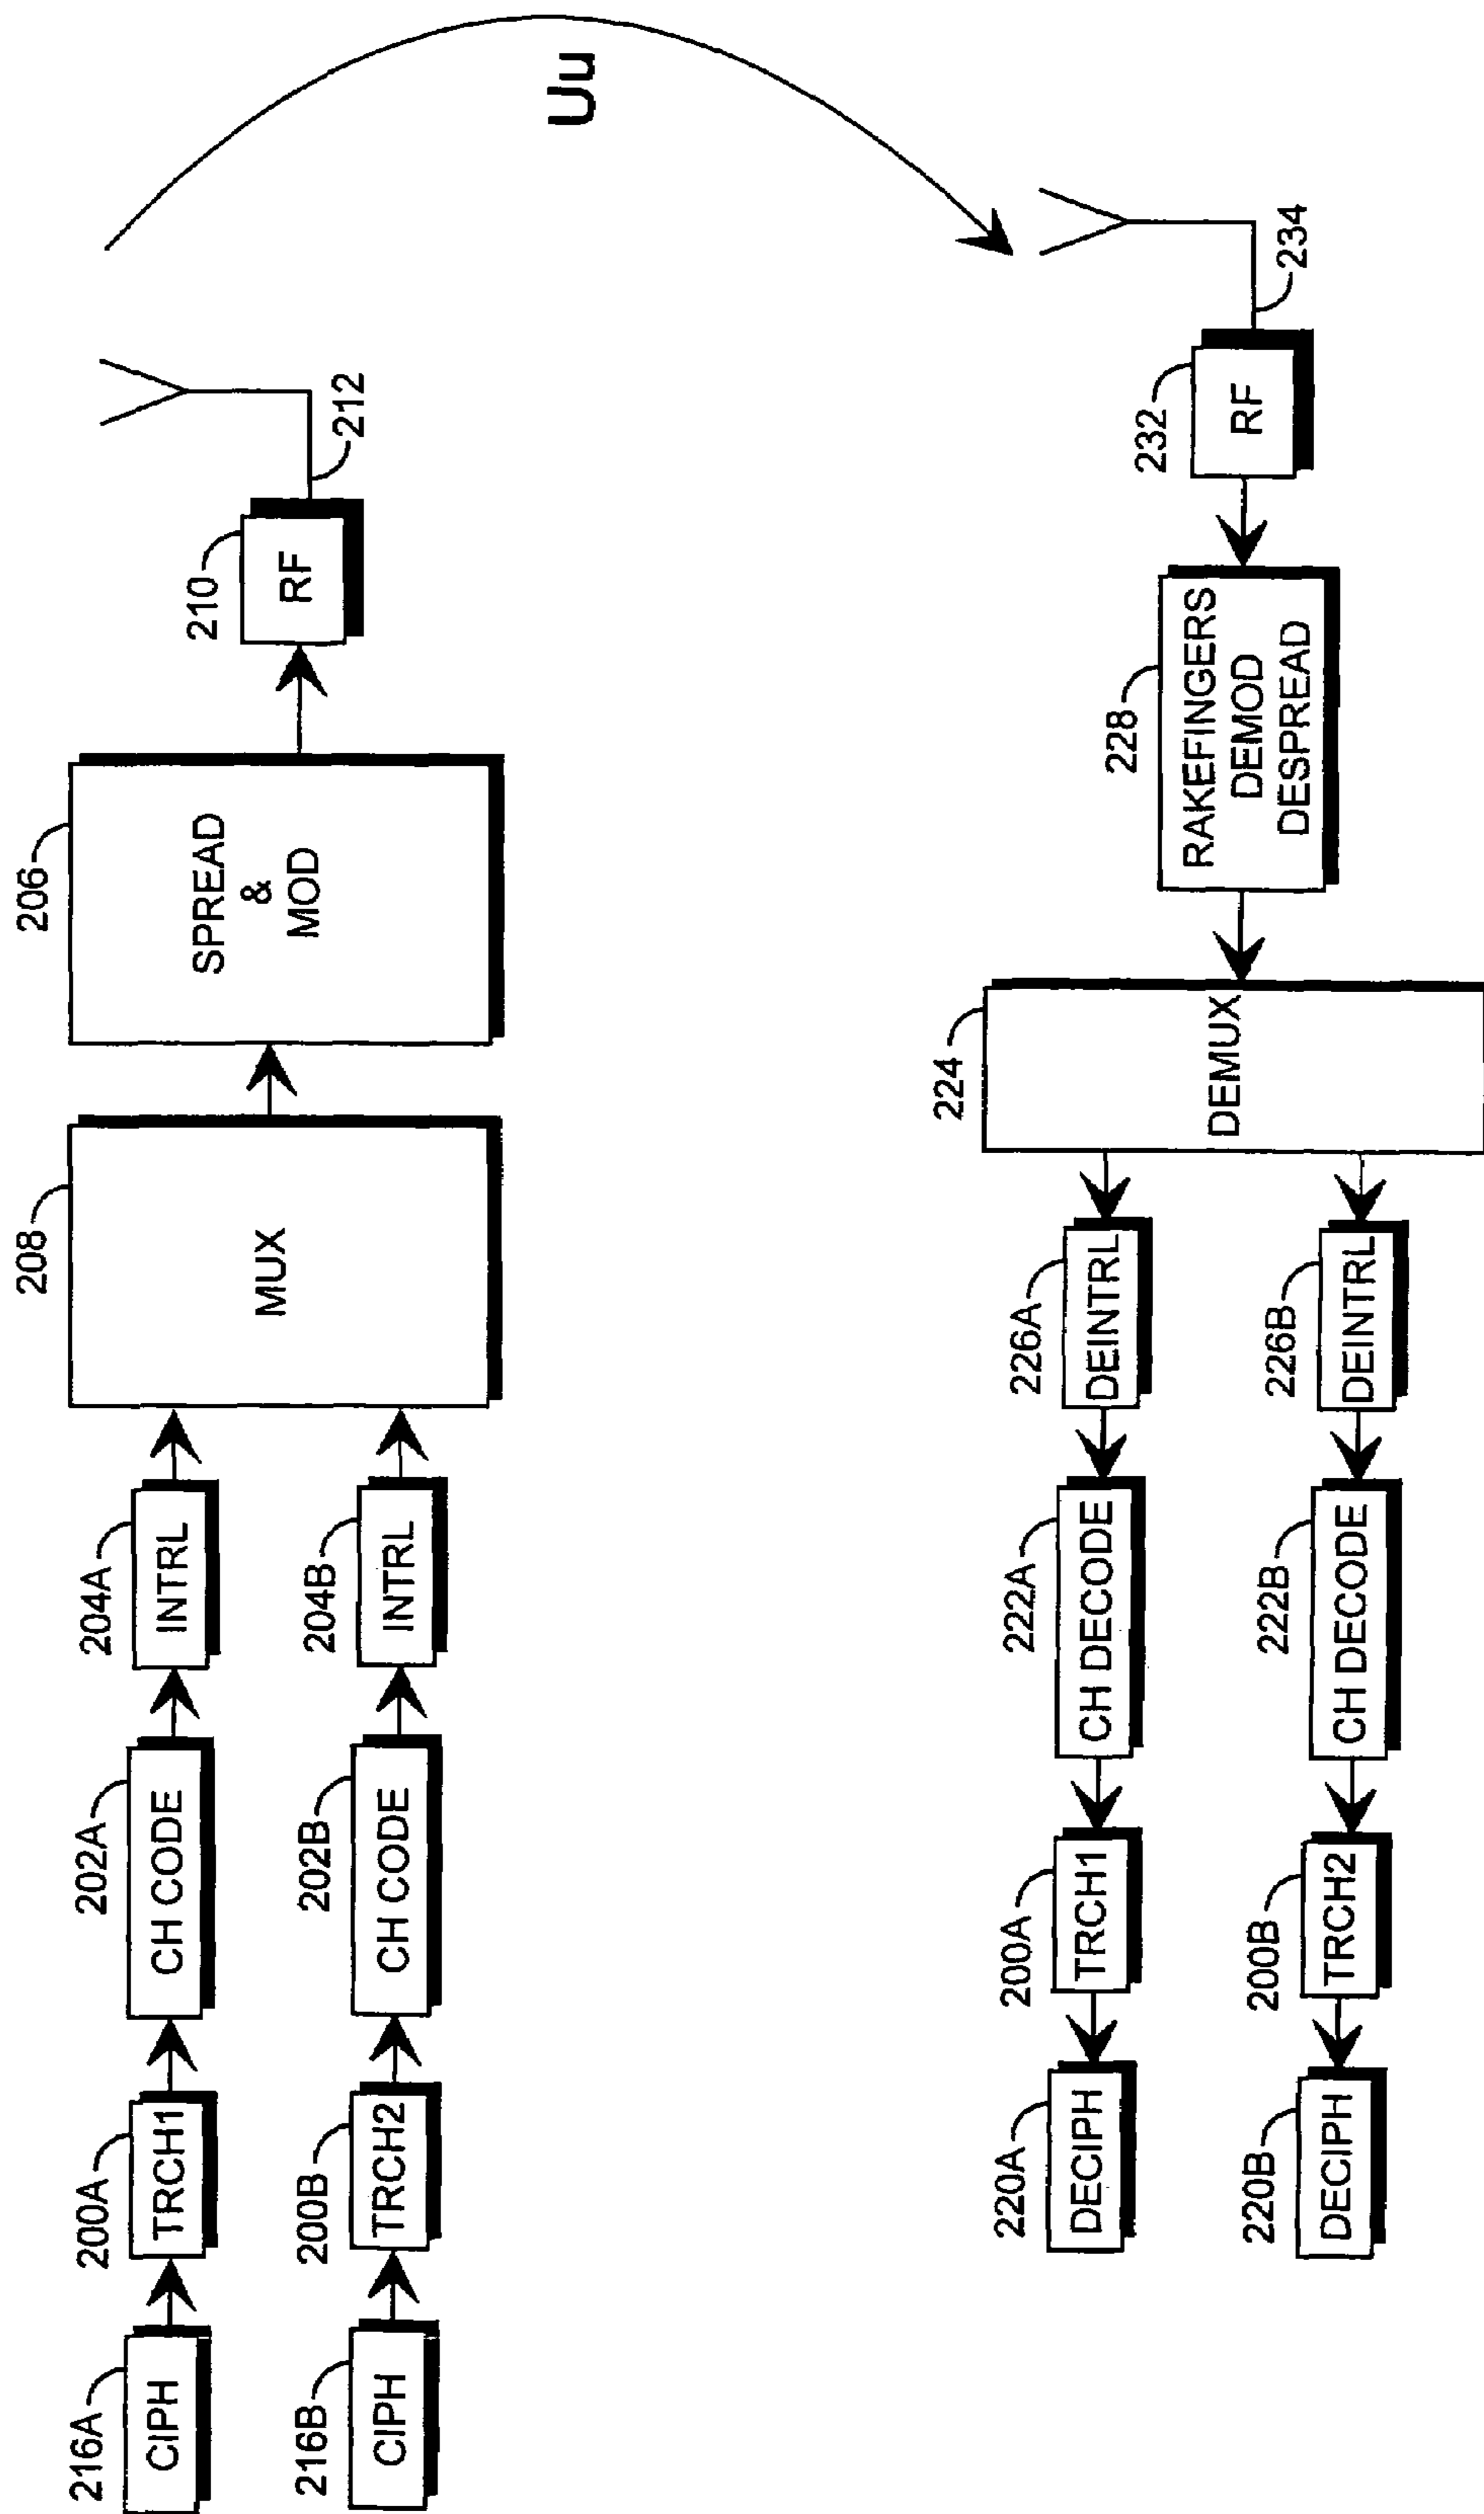 216A
CIPH
200A
TRCH1
202A
CH CODE
204A
INTRL
216B
CIPH
200B
TRCH2
202B
CH CODE
204B
INTRL
208
MUX
206
SPREAD
&
MOD
210
RF
212
Uu
220A
DECIPH
200A
TRCH1
222A
CH DECODE
226A
DEINTRL
220B
DECIPH
200B
TRCH2
222B
CH DECODE
226B
DEINTRL
224
DEMUX
228
RAKEFINGERS
DEMOD
DESPREAD
232
RF
234